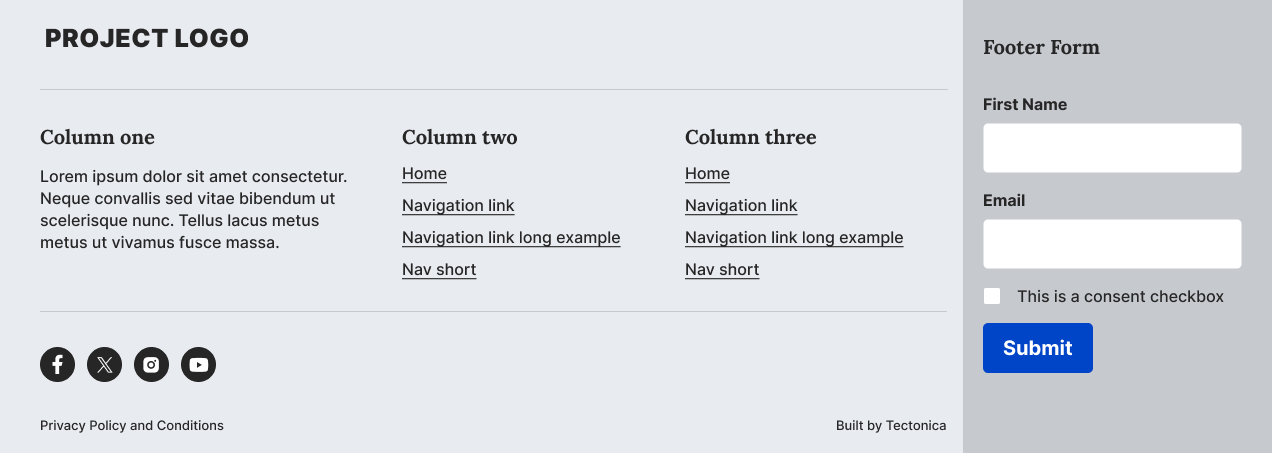 PROJECT LOGO
Column one
Lorem ipsum dolor sit amet consectetur.
Neque convallis sed vitae bibendum ut
scelerisque nunc. Tellus lacus metus
metus ut vivamus fusce massa.
Column two
Home
Navigation link
Navigation link long example
Nav short
Column three
Home
Navigation link
Navigation link long example
Nav short
Privacy Policy and Conditions
Built by Tectonica
Footer Form
First Name
Email
This is a consent checkbox
Submit